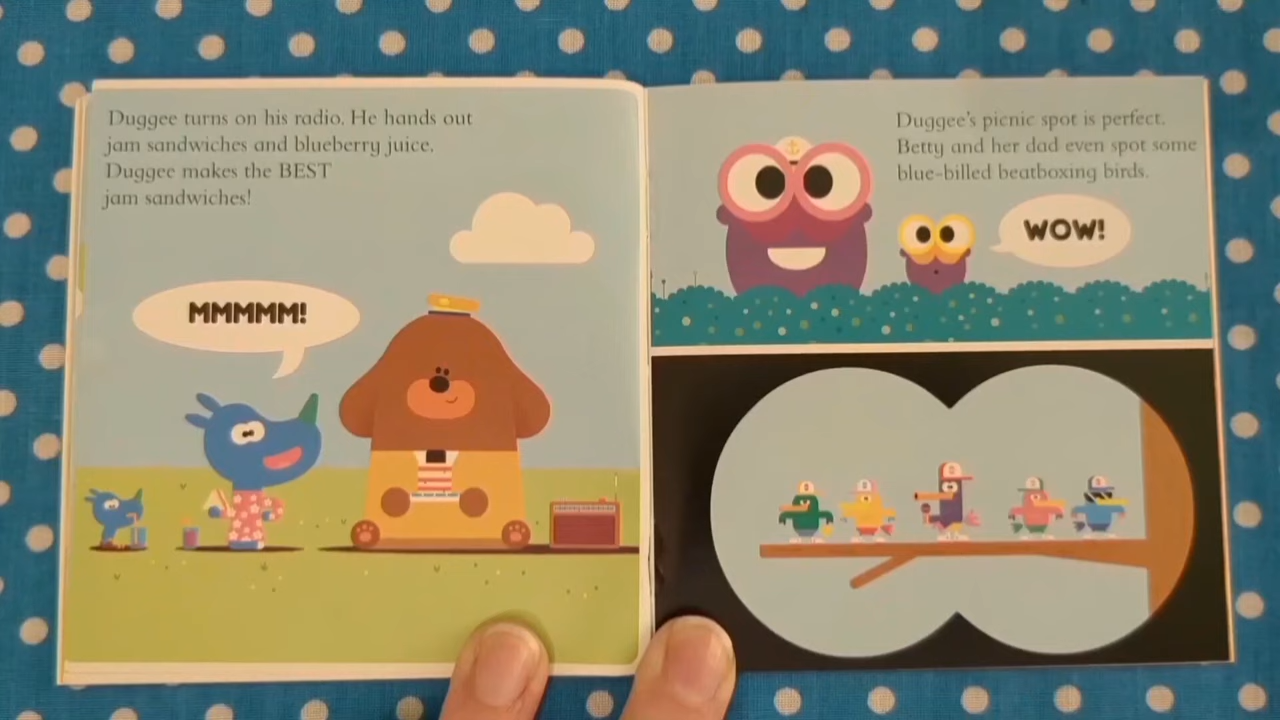 Duggee turns on his radio. He hands out
jam sandwiches and blueberry juice.
Duggee makes the BEST
jam sandwiches!
MMMMM!
Duggee's picnic spot is perfect.
Betty and her dad even spot some
blue-billed beatboxing birds.
WOW!